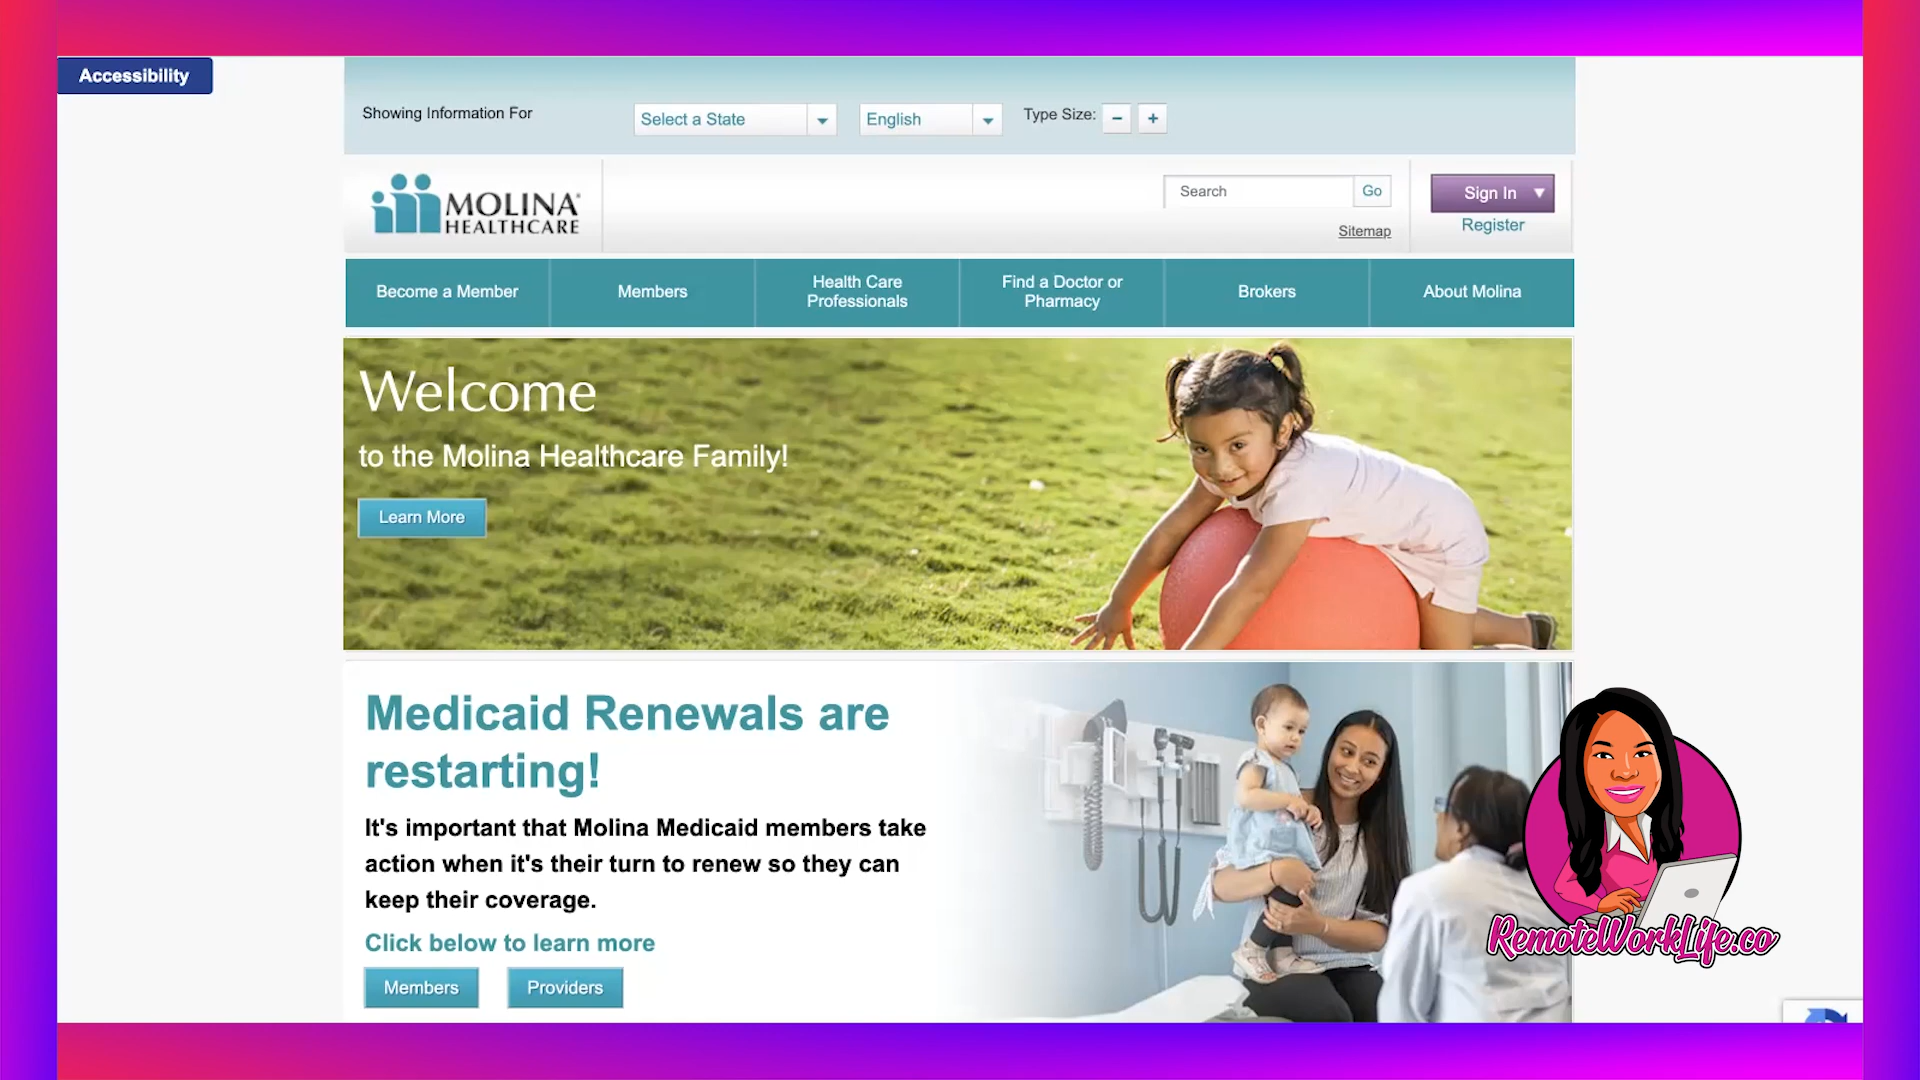 Accessibility
Showing Information For
Select a State
English
Type Size:
−
+
MOLINA®
HEALTHCARE
Search
Go
Sitemap
Sign In
Register
Become a Member
Members
Health Care
Professionals
Find a Doctor or
Pharmacy
Brokers
About Molina
Welcome
to the Molina Healthcare Family!
Learn More
Medicaid Renewals are
restarting!
It's important that Molina Medicaid members take
action when it's their turn to renew so they can
keep their coverage.
Click below to learn more
Members
Providers
RemoteWorkLife.co